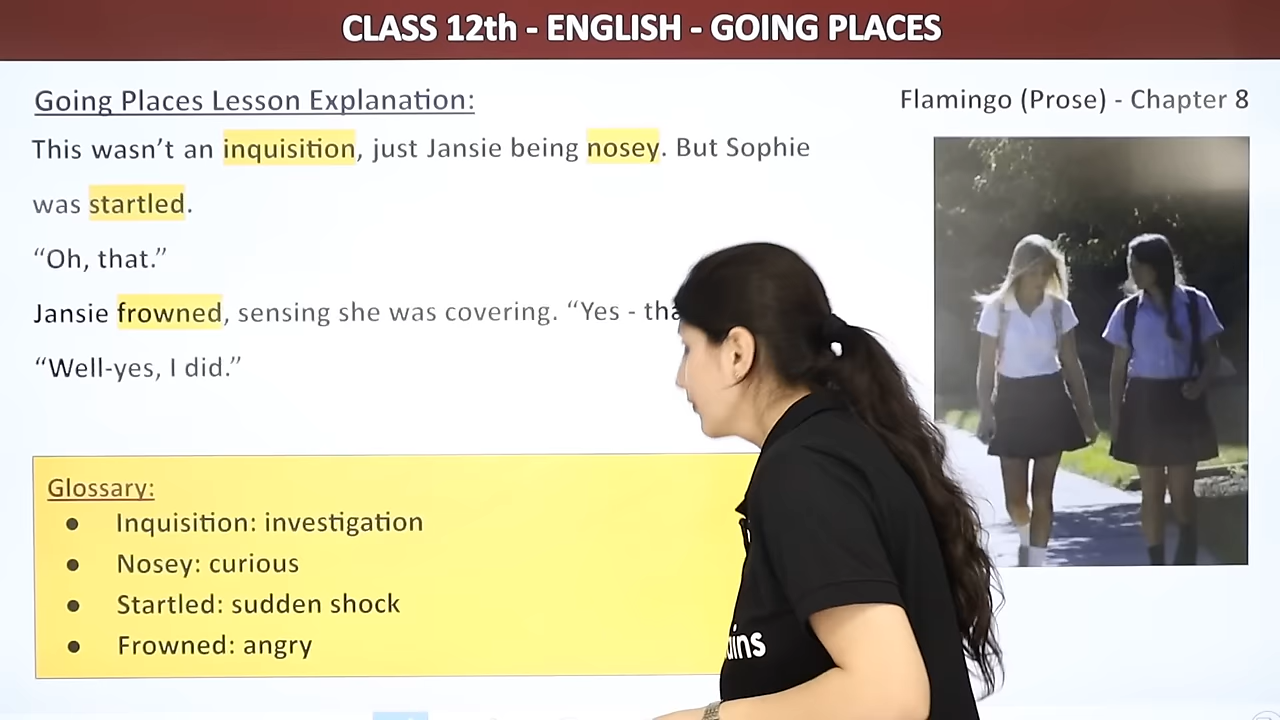 CLASS 12th - ENGLISH - GOING PLACES
Going Places Lesson Explanation:
Flamingo (Prose) - Chapter 8
This wasn’t an inquisition, just Jansie being nosey. But Sophie
was startled.
“Oh, that.”
Jansie frowned, sensing she was covering. “Yes -
“Well-yes, I did.”
Glossary:
● Inquisition: investigation
● Nosey: curious
● Startled: sudden shock
● Frowned: angry